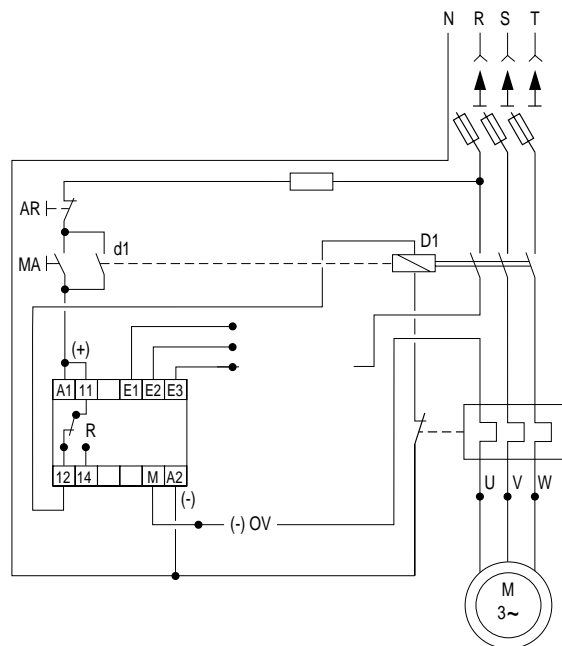 N R S T
AR
d1
D1
MA
(+)
A1 11 E1 E2 E3
R
12 14 M A2
(-)
(-) OV
U V W
M
3~